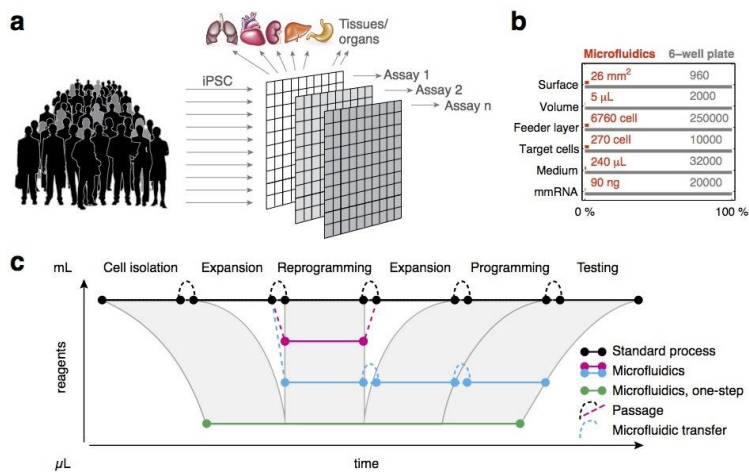 a
Tissues/
organs
iPSC
Assay 1
Assay 2
Assay n
b
Microfluidics 6–well plate
Surface 26 mm² 960
Volume 5 µL 2000
Feeder layer 6760 cell 250000
Target cells 270 cell 10000
Medium 240 µL 32000
mmRNA 90 ng 20000
0 % 100 %
c
mL Cell isolation Expansion Reprogramming Expansion Programming Testing
reagents
Standard process
Microfluidics
Microfluidics, one-step
Passage
Microfluidic transfer
µL time